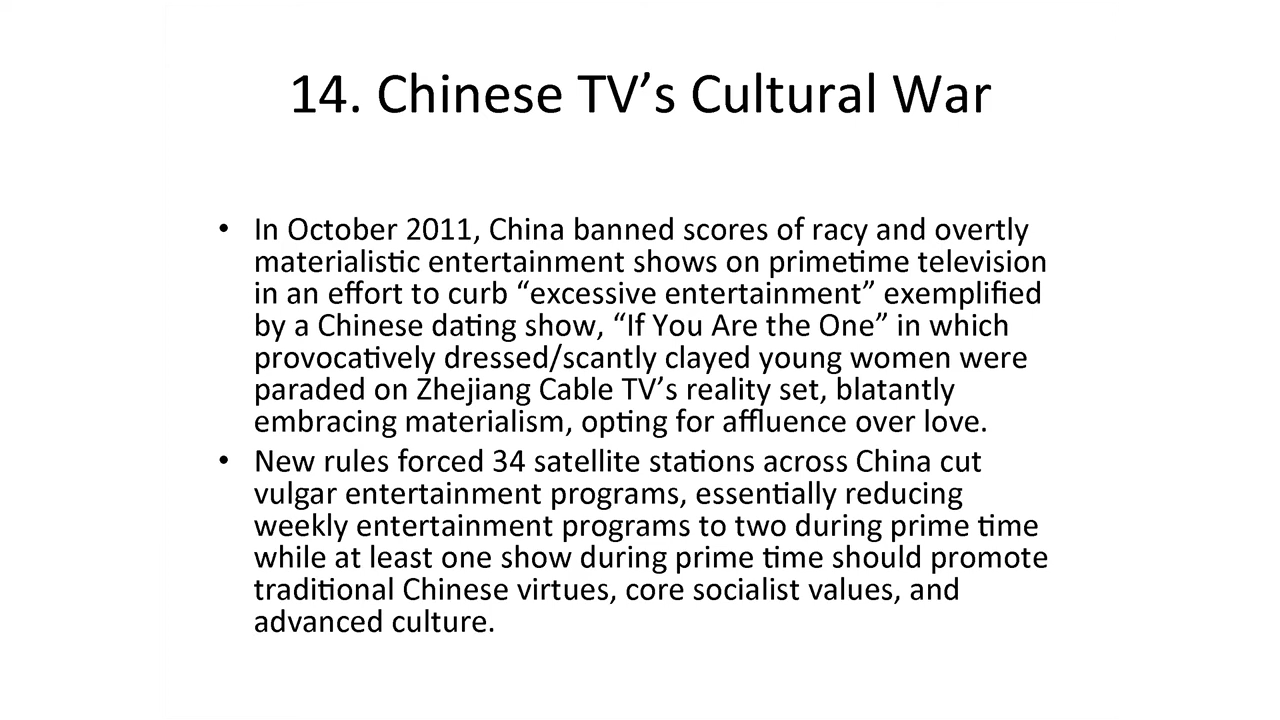 14. Chinese TV’s Cultural War
• In October 2011, China banned scores of racy and overtly
materialistic entertainment shows on primetime television
in an effort to curb “excessive entertainment” exemplified
by a Chinese dating show, “If You Are the One” in which
provocatively dressed/scantly clayed young women were
paraded on Zhejiang Cable TV’s reality set, blatantly
embracing materialism, opting for affluence over love.
• New rules forced 34 satellite stations across China cut
vulgar entertainment programs, essentially reducing
weekly entertainment programs to two during prime time
while at least one show during prime time should promote
traditional Chinese virtues, core socialist values, and
advanced culture.